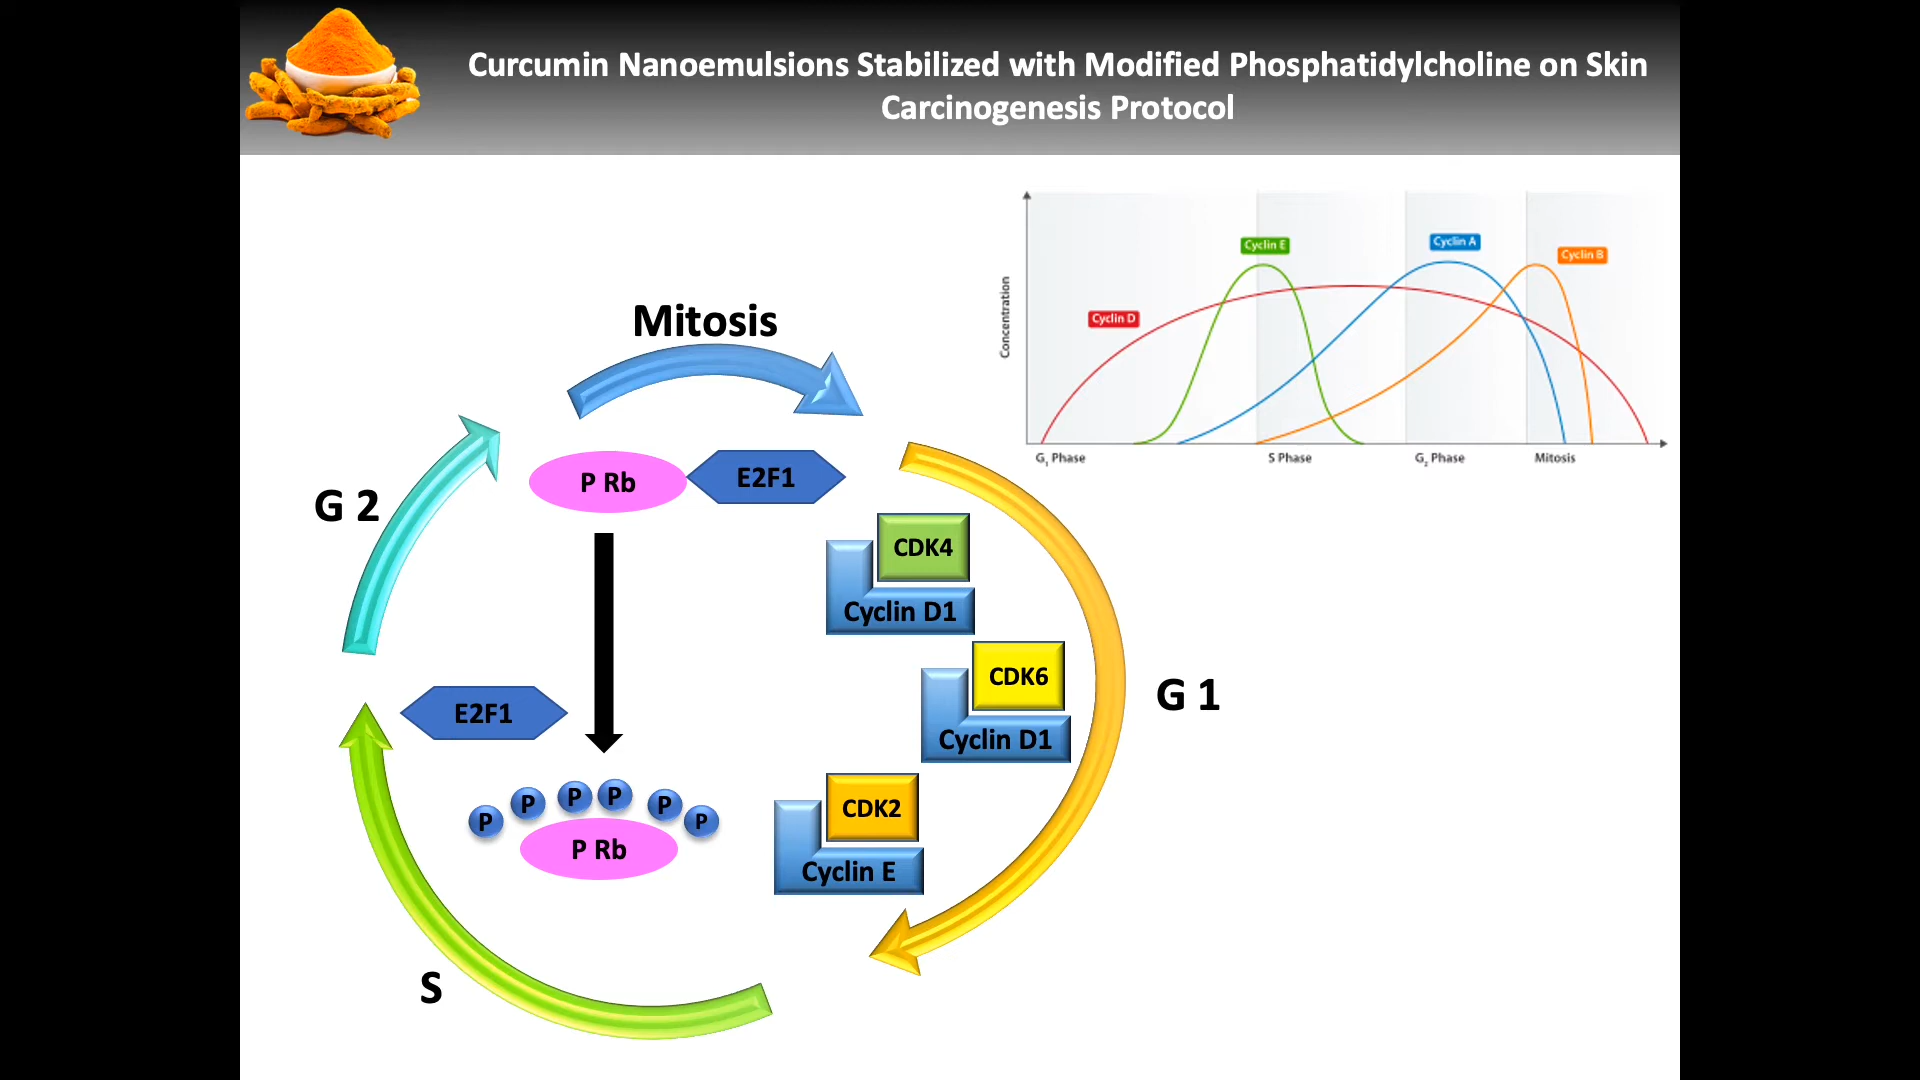 Curcumin Nanoemulsions Stabilized with Modified Phosphatidylcholine on Skin
Carcinogenesis Protocol
Cyclin E
Cyclin A
Cyclin B
Cyclin D
Concentration
G₁ Phase
S Phase
G₂ Phase
Mitosis
Mitosis
P Rb
E2F1
G 2
CDK4
Cyclin D1
CDK6
Cyclin D1
G 1
E2F1
P
P
P
P
P
P
P Rb
CDK2
Cyclin E
S